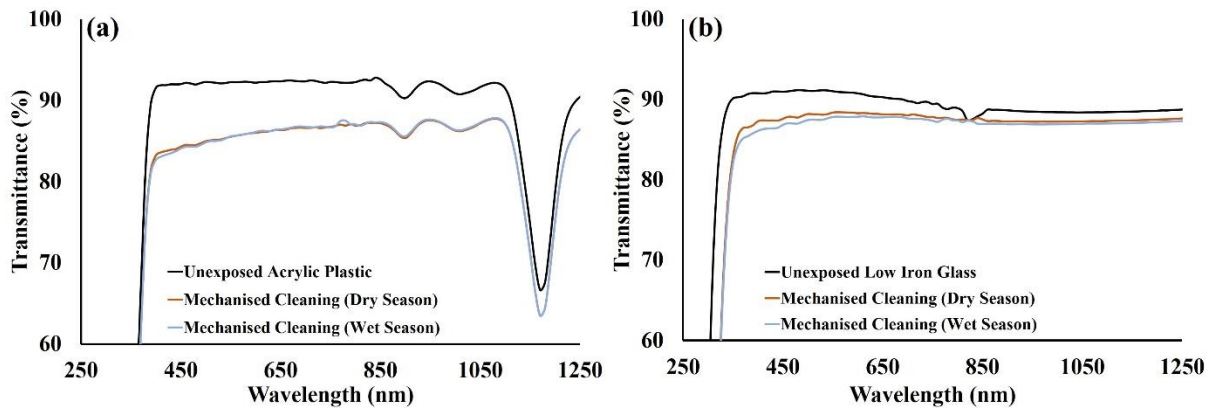 (a)
100
90
80
70
60
Transmittance (%)
Unexposed Acrylic Plastic
Mechanised Cleaning (Dry Season)
Mechanised Cleaning (Wet Season)
250 450 650 850 1050 1250
Wavelength (nm)
(b)
100
90
80
70
60
Transmittance (%)
Unexposed Low Iron Glass
Mechanised Cleaning (Dry Season)
Mechanised Cleaning (Wet Season)
250 450 650 850 1050 1250
Wavelength (nm)